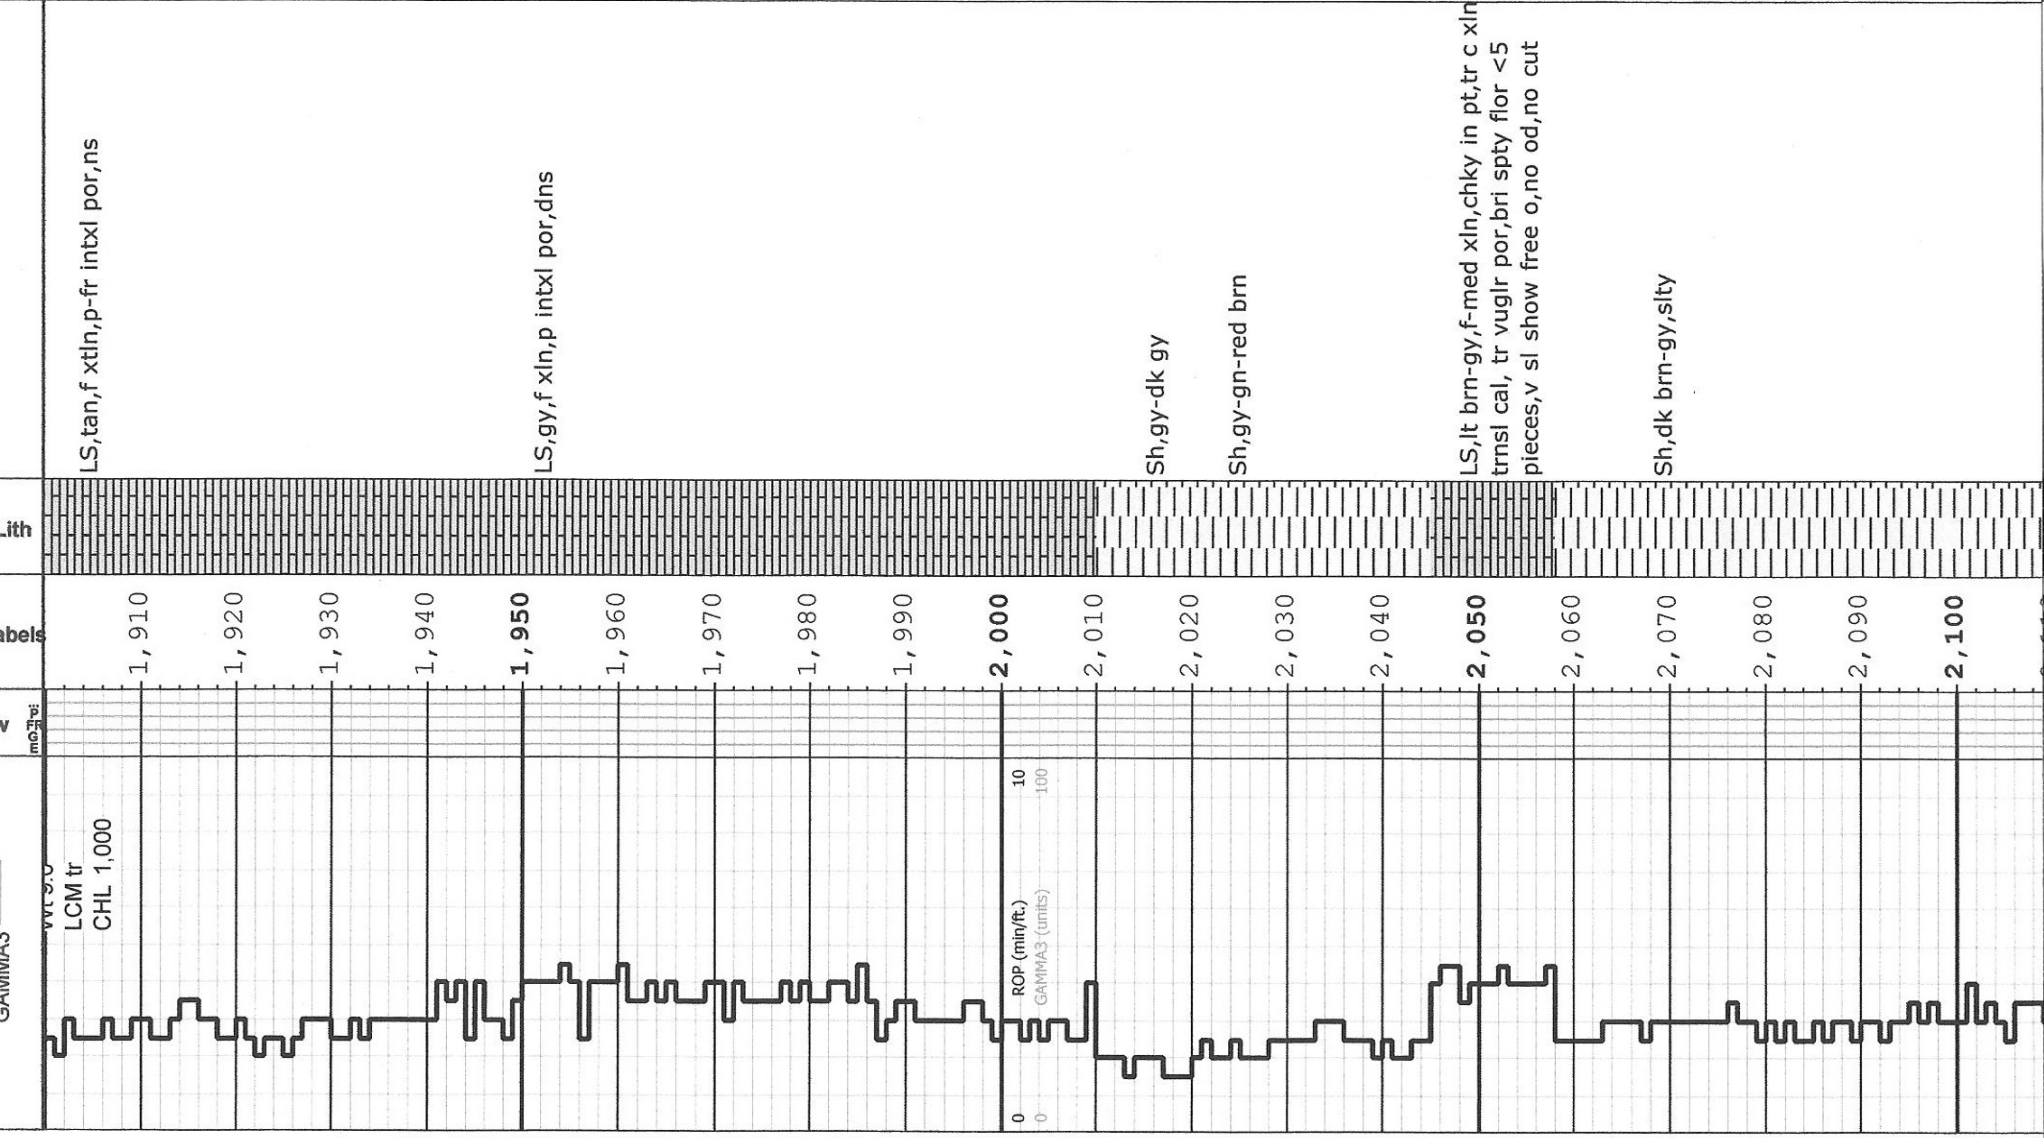 LS,tan,f xtln,p-fr intxl por,ns
LS,gy,f xln,p intxl por,dns
Sh,gy-dk gy
Sh,gy-gn-red brn
LS,lt brn-gy,f-med xln,chky in pt,tr c xln
trnsl cal, tr vuglr por,bri spty flor <5
pieces,v sl show free o,no od,no cut
Sh,dk brn-gy,slty
Lith
abels
1,910
1,920
1,930
1,940
1,950
1,960
1,970
1,980
1,990
2,000
2,010
2,020
2,030
2,040
2,050
2,060
2,070
2,080
2,090
2,100
GAMMA3
LCM tr
CHL 1,000
0 ROP (min/ft.) 10
0 GAMMA3 (units) 100